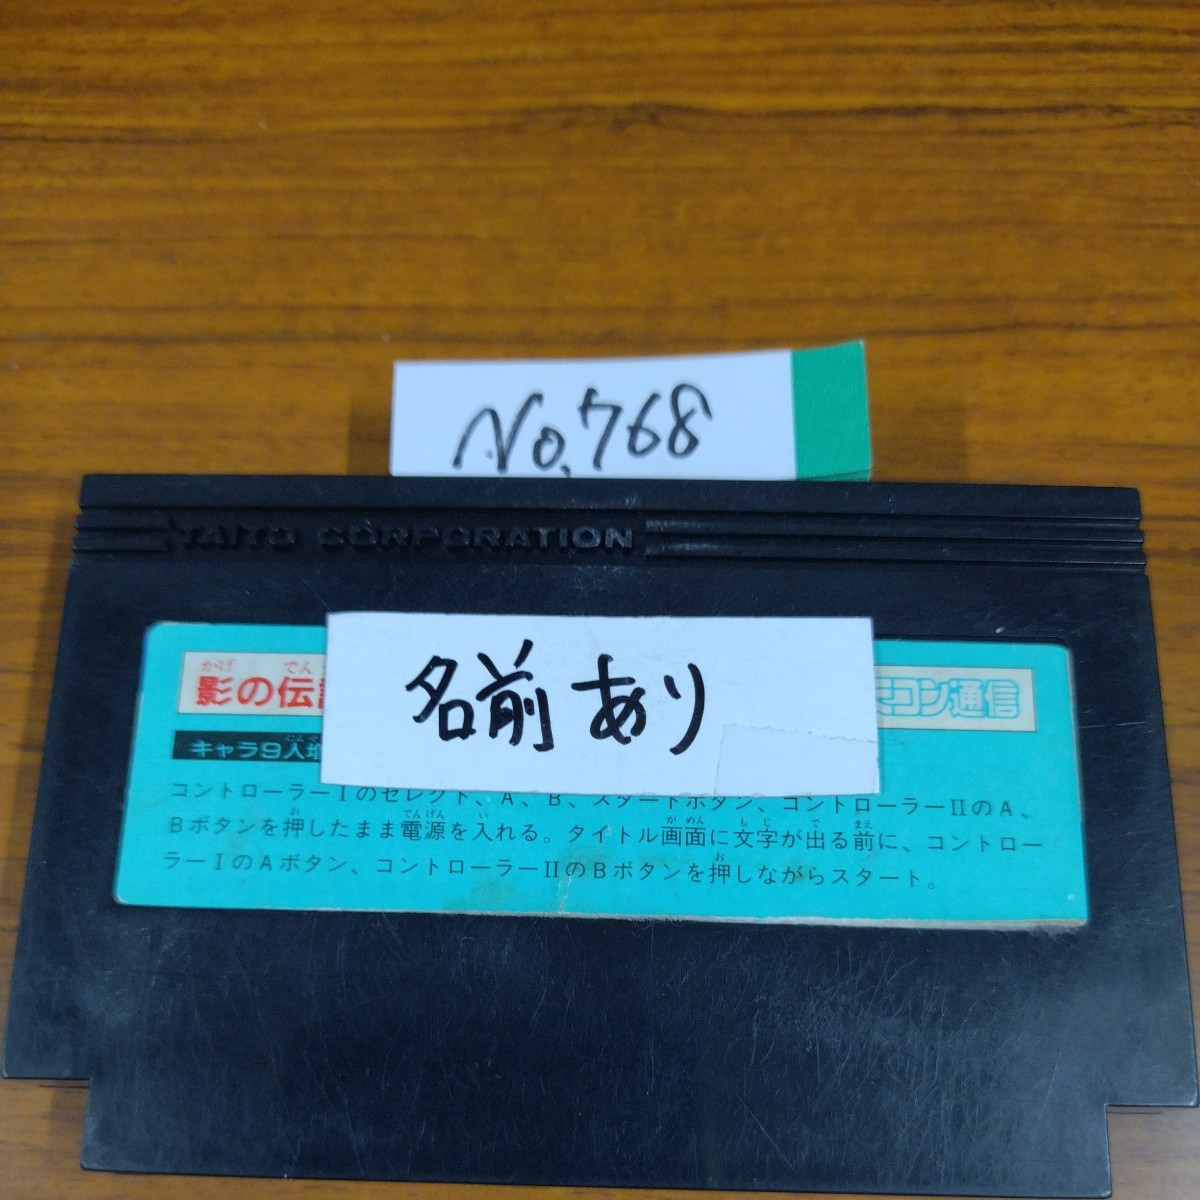 No.768
TAITO CORPORATION
名前あり
かげ でん
影の伝
コン通信
キャラ9人増
コントローラーIのセレクト、A、B、スタートボタン、コントローラーIIのA、
Bボタンを押したまま電源を入れる。タイトル画面に文字が出る前に、コントロー
ラーIのAボタン、コントローラーIIのBボタンを押しながらスタート。